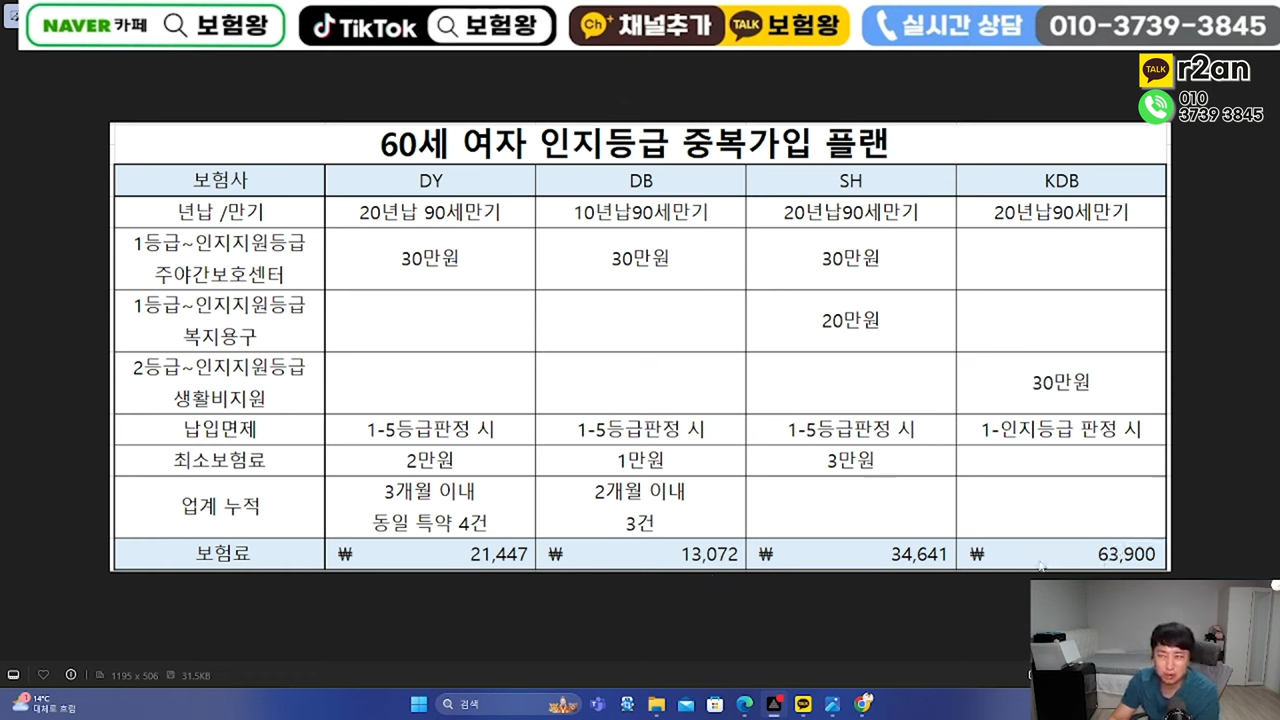 NAVER 카페 보험왕
TikTok 보험왕
Ch+ 채널추가 TALK 보험왕
실시간 상담 010-3739-3845
TALK r2an
010
3739 3845
60세 여자 인지등급 중복가입 플랜
보험사 DY DB SH KDB
년납 /만기 20년납 90세만기 10년납90세만기 20년납90세만기 20년납90세만기
1등급~인지지원등급
주야간보호센터
30만원 30만원 30만원
1등급~인지지원등급
복지용구
20만원
2등급~인지지원등급
생활비지원
30만원
납입면제 1-5등급판정 시 1-5등급판정 시 1-5등급판정 시 1-인지등급 판정 시
최소보험료 2만원 1만원 3만원
업계 누적
3개월 이내
동일 특약 4건
2개월 이내
3건
보험료 ₩ 21,447 ₩ 13,072 ₩ 34,641 ₩ 63,900
1195 x 506 31.5KB
1
14°C
대체로 흐림
검색